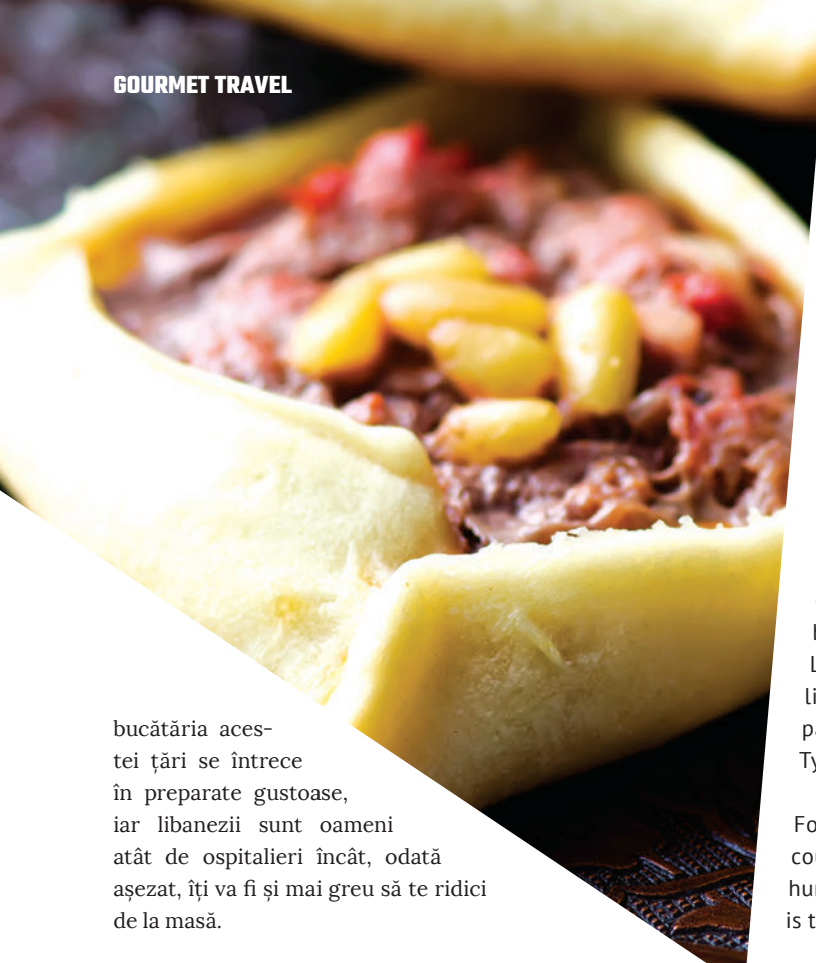 GOURMET TRAVEL
bucătăria aces-
tei țări se întrece
în preparate gustoase,
iar libanezii sunt oameni
atât de ospitalieri încât, odată
așezat, îți va fi și mai greu să te ridici
de la masă.